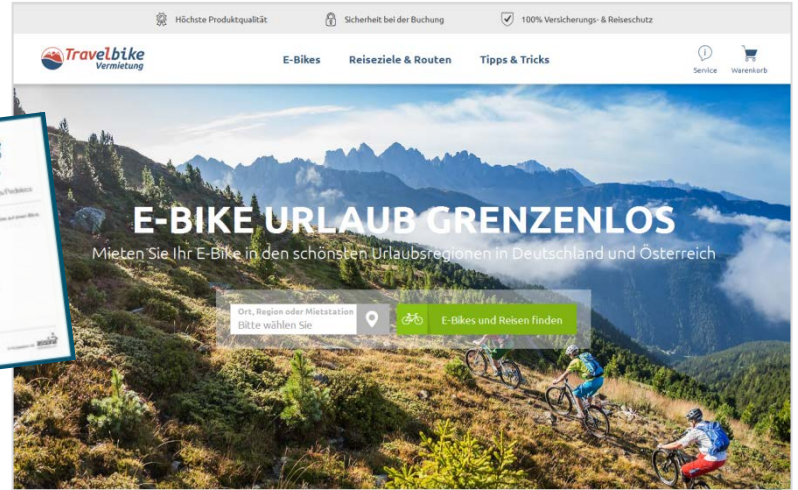 Höchste Produktqualität
Sicherheit bei der Buchung
100% Versicherungs- & Reiseschutz
Travelbike
Vermietung
E-Bikes
Reiseziele & Routen
Tipps & Tricks
Service
Warenkorb
E-BIKE URLAUB GRENZENLOS
Mieten Sie Ihr E-Bike in den schönsten Urlaubsregionen in Deutschland und Österreich
Ort, Region oder Mietstation
Bitte wählen Sie
E-Bikes und Reisen finden